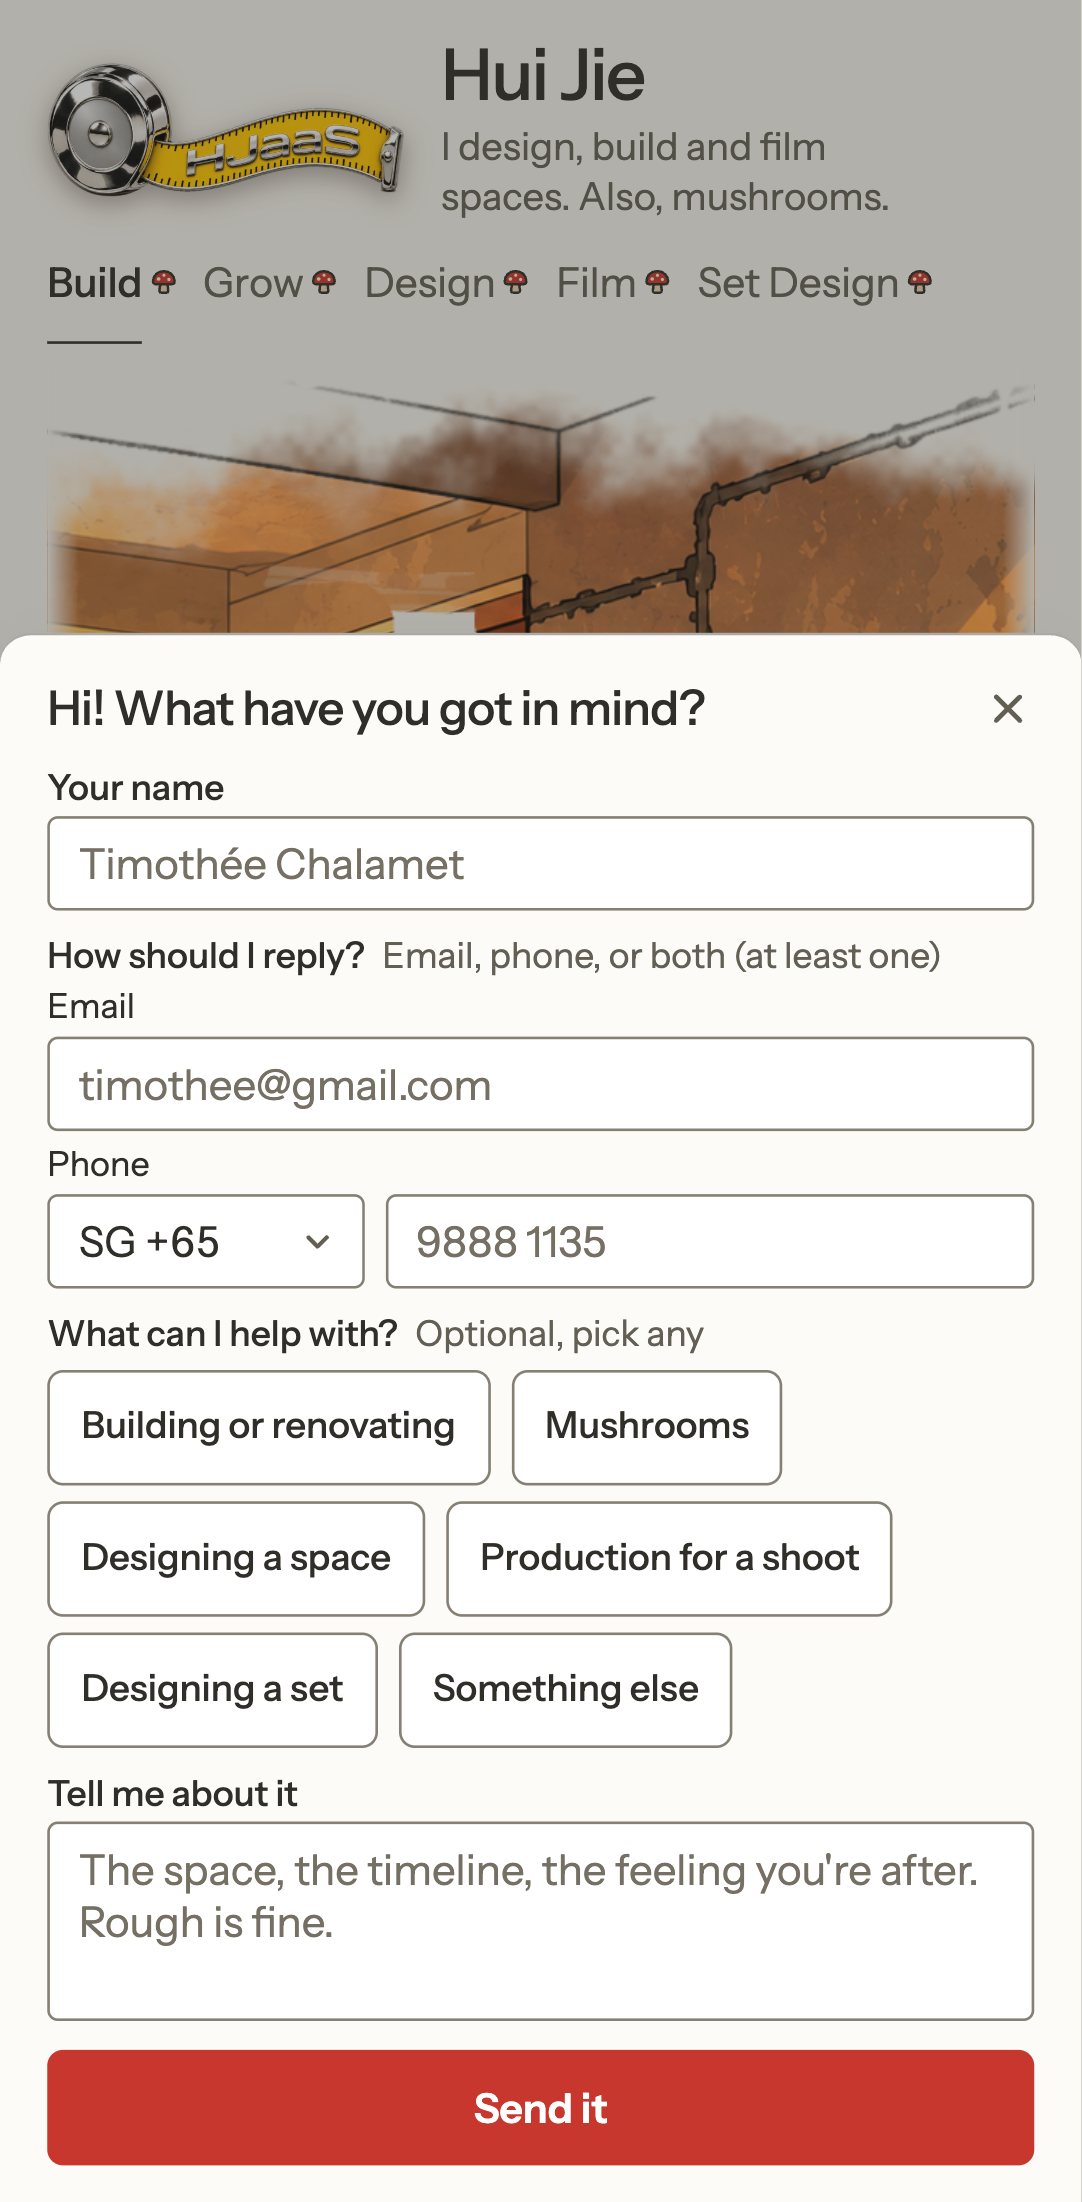 HJaaS
Hui Jie
I design, build and film
spaces. Also, mushrooms.
Build Grow Design Film Set Design
Hi! What have you got in mind?
Your name
Timothée Chalamet
How should I reply? Email, phone, or both (at least one)
Email
timothee@gmail.com
Phone
SG +65 9888 1135
What can I help with? Optional, pick any
Building or renovating Mushrooms
Designing a space Production for a shoot
Designing a set Something else
Tell me about it
The space, the timeline, the feeling you're after.
Rough is fine.
Send it